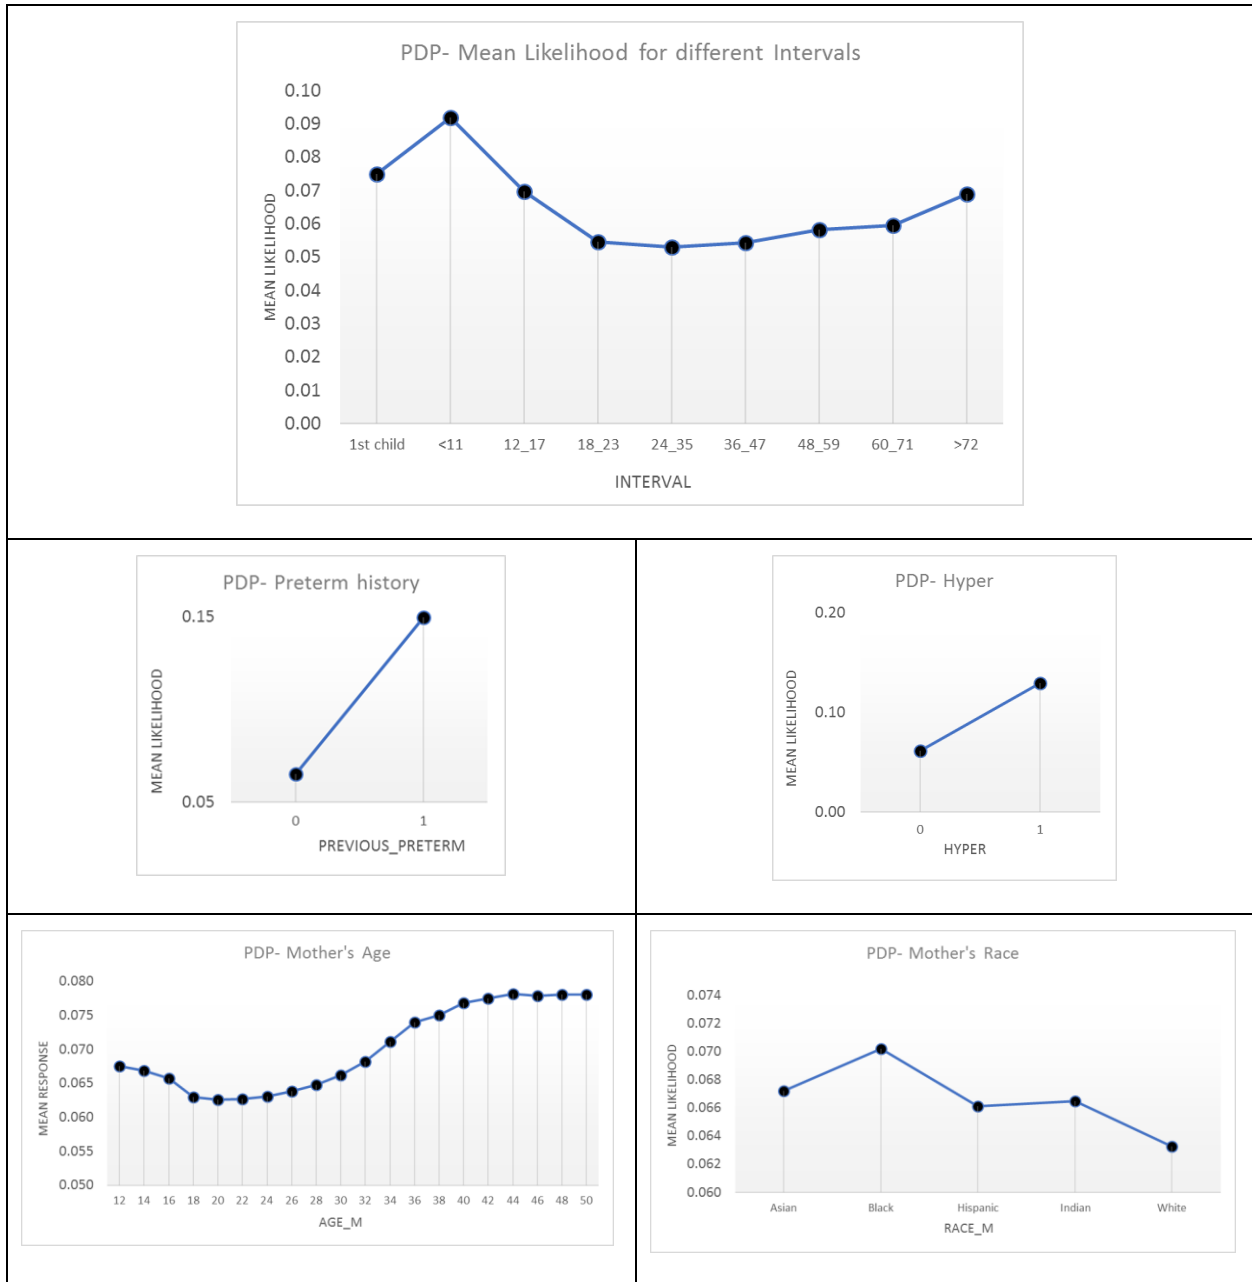 PDP- Mean Likelihood for different Intervals
0.10
0.09
0.08
0.07
0.06
0.05
0.04
0.03
0.02
0.01
0.00
MEAN LIKELIHOOD
1st child <11 12_17 18_23 24_35 36_47 48_59 60_71 >72
INTERVAL
PDP- Preterm history
0.15
0.05
MEAN LIKELIHOOD
0 1
PREVIOUS_PRETERM
PDP- Hyper
0.20
0.10
0.00
MEAN LIKELIHOOD
0 1
HYPER
PDP- Mother's Age
0.080
0.075
0.070
0.065
0.060
0.055
0.050
MEAN RESPONSE
12 14 16 18 20 22 24 26 28 30 32 34 36 38 40 42 44 46 48 50
AGE_M
PDP- Mother's Race
0.074
0.072
0.070
0.068
0.066
0.064
0.062
0.060
MEAN LIKELIHOOD
Asian Black Hispanic Indian White
RACE_M